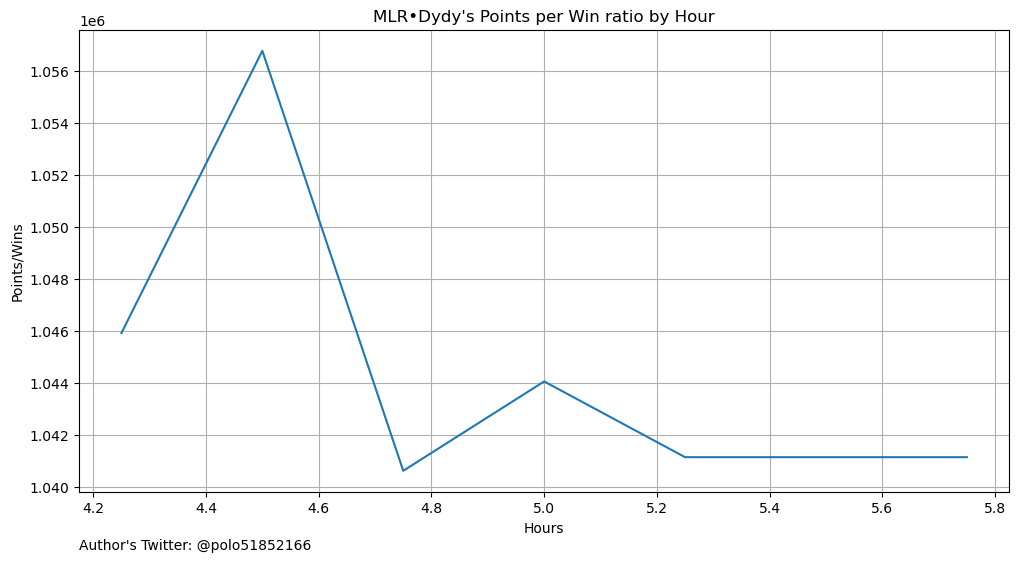 MLR•Dydy's Points per Win ratio by Hour
1e6
1.056
1.054
1.052
1.050
1.048
1.046
1.044
1.042
1.040
Points/Wins
4.2 4.4 4.6 4.8 5.0 5.2 5.4 5.6 5.8
Hours
Author's Twitter: @polo51852166